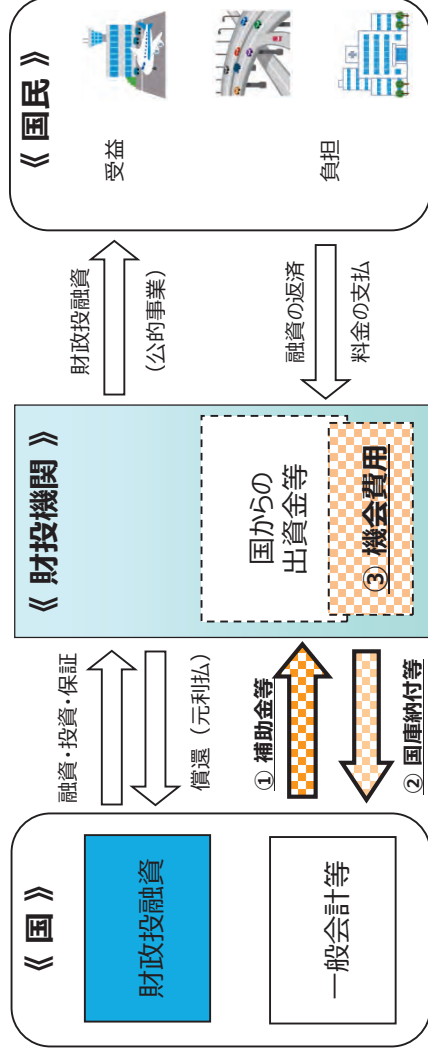 《 国 》
財政投融資
一般会計等
融資・投資・保証
償還（元利払）
① 補助金等
② 国庫納付等
《 財投機関 》
国からの
出資金等
③ 機会費用
財政投融資
（公的事業）
融資の返済
料金の支払
《 国民 》
受益
負担